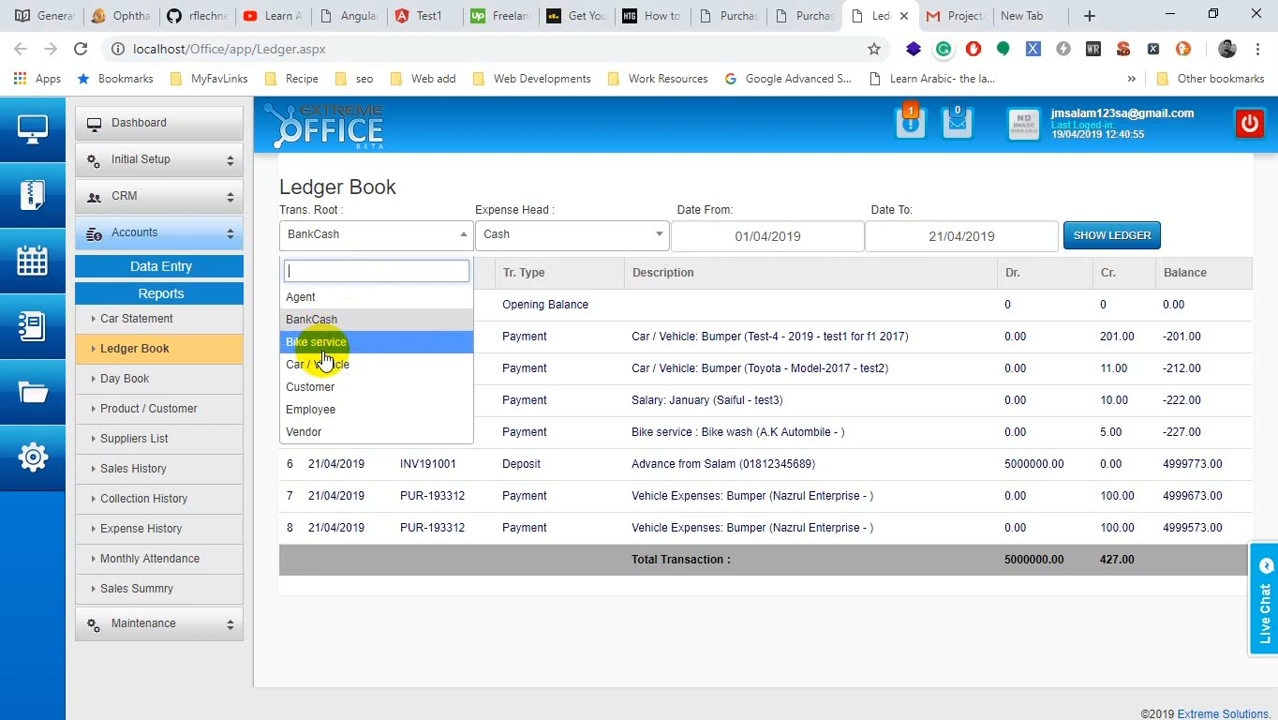 General
Ophtha
rfleclyne
Learn A
Angula
Test1
Freelan
Get You
How to
Purchas
Purcha
Led
Project
New Tab
localhost/Office/app/Ledger.aspx
Apps
Bookmarks
MyFavLinks
Recipe
seo
Web add
Web Developments
Work Resources
Google Advanced S...
Learn Arabic- the la...
»
Other bookmarks
EXTREME
OFFICE
BETA
1
0
NO IMAGE AVAILABLE
jmsalam123sa@gmail.com
Last Loged-in:
19/04/2019 12:40:55
Dashboard
Initial Setup
CRM
Accounts
Data Entry
Reports
Car Statement
Ledger Book
Day Book
Product / Customer
Suppliers List
Sales History
Collection History
Expense History
Monthly Attendance
Sales Summry
Maintenance
Ledger Book
Trans. Root : Expense Head : Date From: Date To:
BankCash Cash 01/04/2019 21/04/2019 SHOW LEDGER
Agent
BankCash
Bike service
Car / Vehicle
Customer
Employee
Vendor
Tr. Type Description Dr. Cr. Balance
Opening Balance 0 0 0.00
Payment Car / Vehicle: Bumper (Test-4 - 2019 - test1 for f1 2017) 0.00 201.00 -201.00
Payment Car / Vehicle: Bumper (Toyota - Model-2017 - test2) 0.00 11.00 -212.00
Payment Salary: January (Saiful - test3) 0.00 10.00 -222.00
Payment Bike service : Bike wash (A.K Autombile - ) 0.00 5.00 -227.00
6 21/04/2019 INV191001 Deposit Advance from Salam (01812345689) 5000000.00 0.00 4999773.00
7 21/04/2019 PUR-193312 Payment Vehicle Expenses: Bumper (Nazrul Enterprise - ) 0.00 100.00 4999673.00
8 21/04/2019 PUR-193312 Payment Vehicle Expenses: Bumper (Nazrul Enterprise - ) 0.00 100.00 4999573.00
Total Transaction : 5000000.00 427.00
Live Chat
©2019 Extreme Solutions.